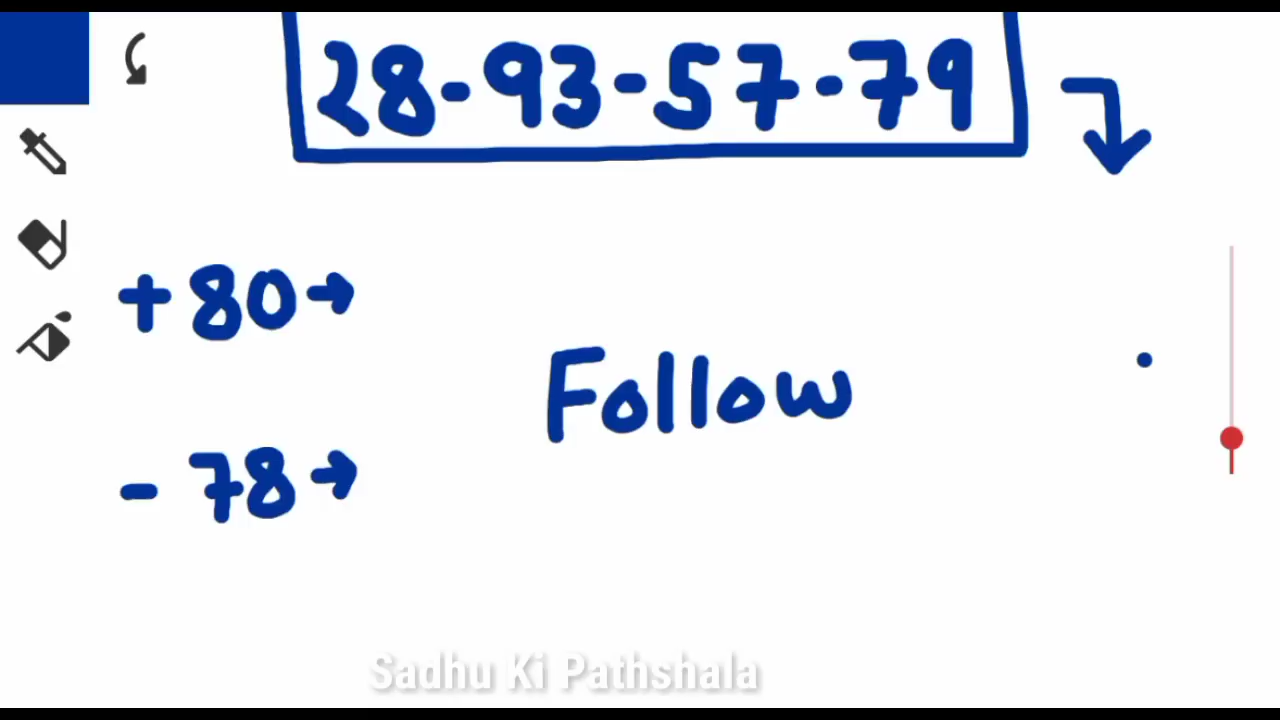 28-93-57-79
+80→
Follow
-78→
Sadhu Ki Pathshala